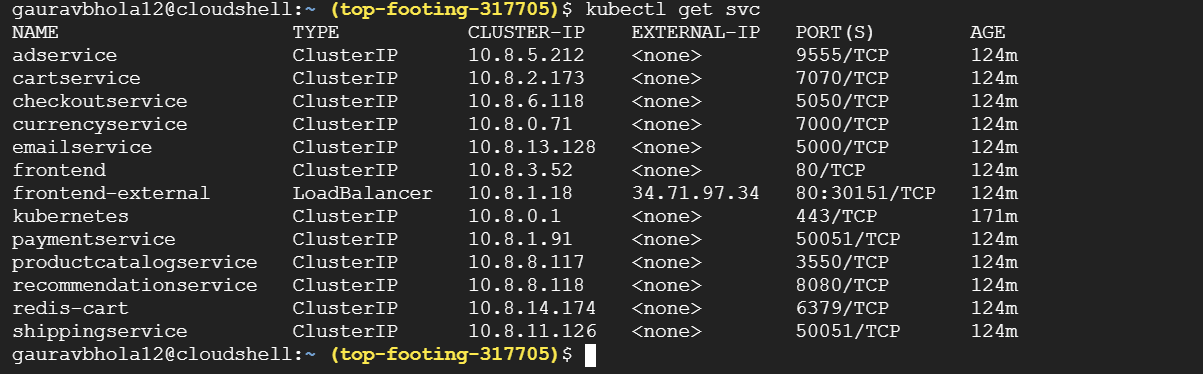 gauravbhola12@cloudshell:~ (top-footing-317705)$ kubectl get svc
NAME TYPE CLUSTER-IP EXTERNAL-IP PORT(S) AGE
adservice ClusterIP 10.8.5.212 <none> 9555/TCP 124m
cartservice ClusterIP 10.8.2.173 <none> 7070/TCP 124m
checkoutservice ClusterIP 10.8.6.118 <none> 5050/TCP 124m
currencyservice ClusterIP 10.8.0.71 <none> 7000/TCP 124m
emailservice ClusterIP 10.8.13.128 <none> 5000/TCP 124m
frontend ClusterIP 10.8.3.52 <none> 80/TCP 124m
frontend-external LoadBalancer 10.8.1.18 34.71.97.34 80:30151/TCP 124m
kubernetes ClusterIP 10.8.0.1 <none> 443/TCP 171m
paymentservice ClusterIP 10.8.1.91 <none> 50051/TCP 124m
productcatalogservice ClusterIP 10.8.8.117 <none> 3550/TCP 124m
recommendationservice ClusterIP 10.8.8.118 <none> 8080/TCP 124m
redis-cart ClusterIP 10.8.14.174 <none> 6379/TCP 124m
shippingservice ClusterIP 10.8.11.126 <none> 50051/TCP 124m
gauravbhola12@cloudshell:~ (top-footing-317705)$